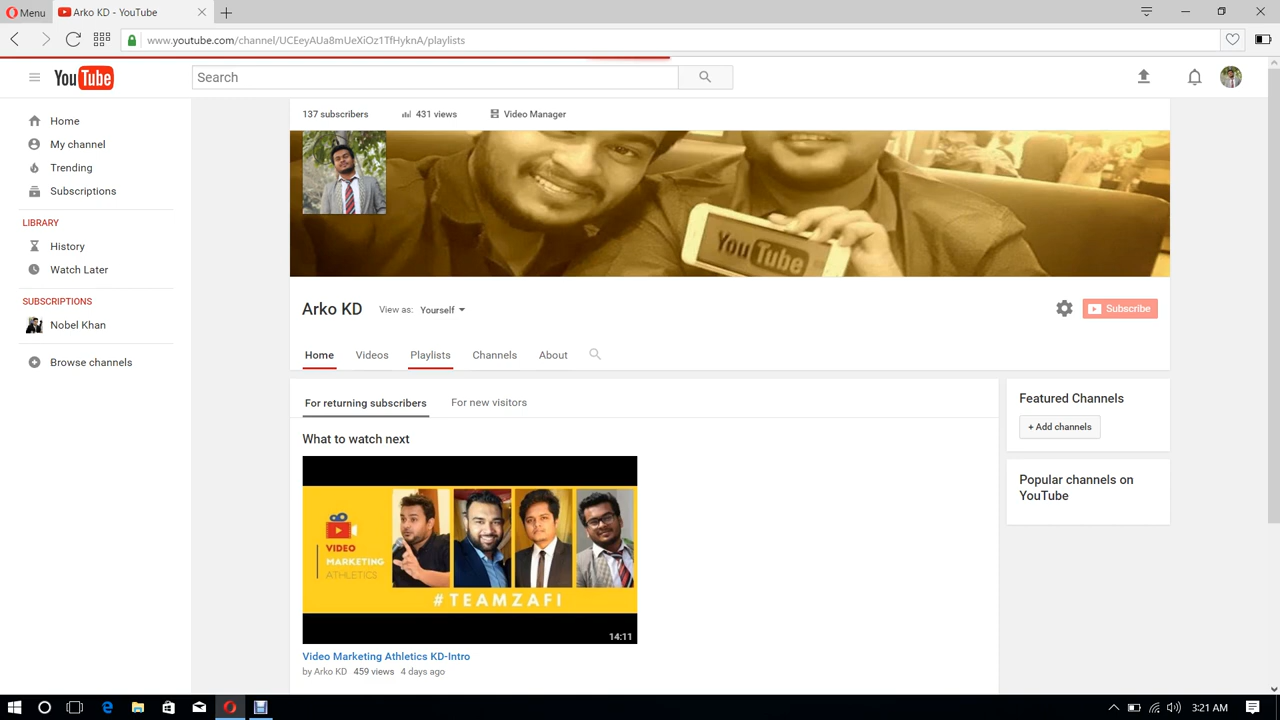 Menu
Arko KD - YouTube
www.youtube.com/channel/UCEeyAUa8mUeXiOz1TfHyknA/playlists
YouTube
Search
Home
My channel
Trending
Subscriptions
LIBRARY
History
Watch Later
SUBSCRIPTIONS
Nobel Khan
Browse channels
137 subscribers
431 views
Video Manager
YouTube
Arko KD
View as: Yourself
Subscribe
Home Videos Playlists Channels About
For returning subscribers
For new visitors
What to watch next
VIDEO
MARKETING
ATHLETICS
#TEAMZAFI
14:11
Video Marketing Athletics KD-Intro
by Arko KD 459 views 4 days ago
Featured Channels
+ Add channels
Popular channels on
YouTube
3:21 AM